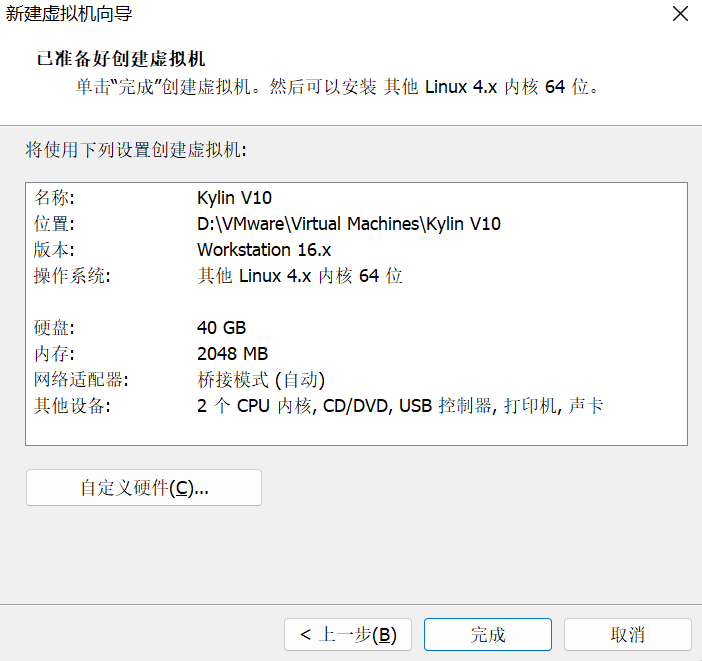 新建虚拟机向导
已准备好创建虚拟机
单击“完成”创建虚拟机。然后可以安装 其他 Linux 4.x 内核 64 位。
将使用下列设置创建虚拟机:
名称: Kylin V10
位置: D:\VMware\Virtual Machines\Kylin V10
版本: Workstation 16.x
操作系统: 其他 Linux 4.x 内核 64 位
硬盘: 40 GB
内存: 2048 MB
网络适配器: 桥接模式 (自动)
其他设备: 2 个 CPU 内核, CD/DVD, USB 控制器, 打印机, 声卡
自定义硬件(C)...
< 上一步(B) 完成 取消